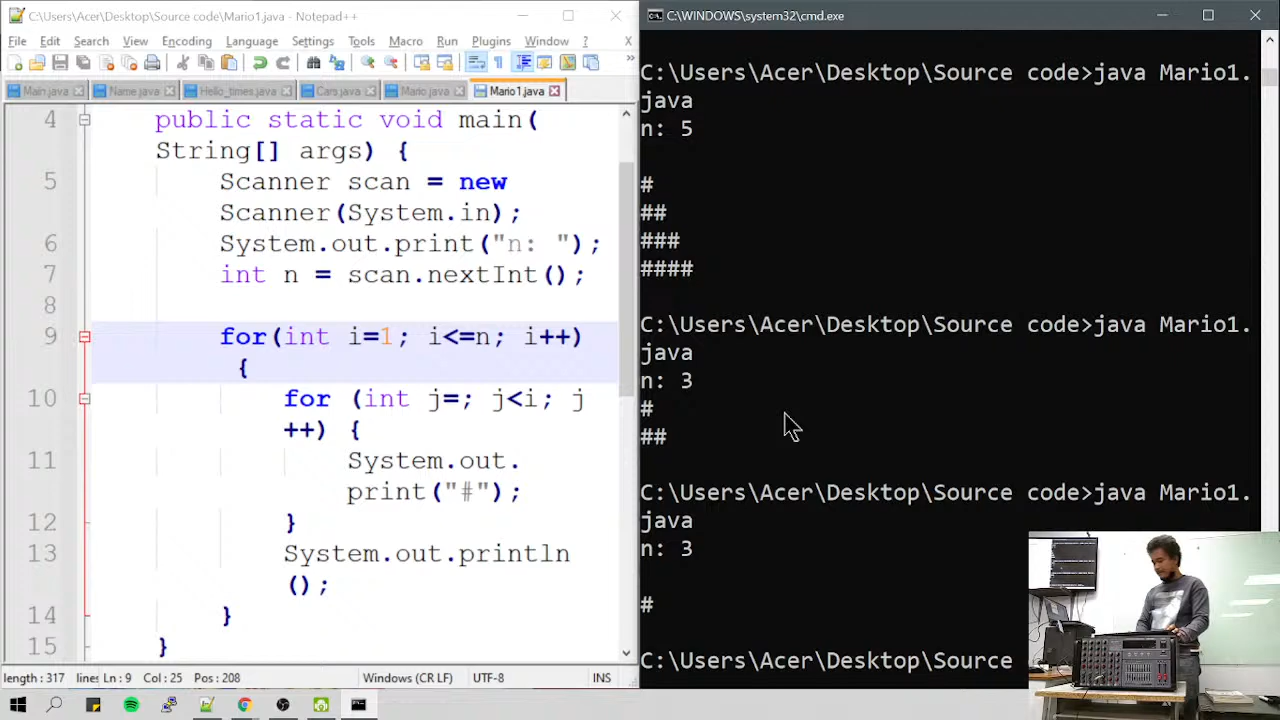 C:\Users\Acer\Desktop\Source code\Mario1.java - Notepad++
File Edit Search View Encoding Language Settings Tools Macro Run Plugins Window ? X
Main.java Name.java Hello_times.java Cars.java Mario.java Mario1.java
4 public static void main(
String[] args) {
5 Scanner scan = new
Scanner(System.in);
6 System.out.print("n: ");
7 int n = scan.nextInt();
8
9 for(int i=1; i<=n; i++)
{
10 for (int j=; j<i; j
++) {
11 System.out.
print("#");
12 }
13 System.out.println
();
14 }
15 }
length : 317 lines Ln : 9 Col : 25 Pos : 208 Windows (CR LF) UTF-8 INS
C:\WINDOWS\system32\cmd.exe
C:\Users\Acer\Desktop\Source code>java Mario1.
java
n: 5
#
##
###
####
C:\Users\Acer\Desktop\Source code>java Mario1.
java
n: 3
#
##
C:\Users\Acer\Desktop\Source code>java Mario1.
java
n: 3
#
C:\Users\Acer\Desktop\Source